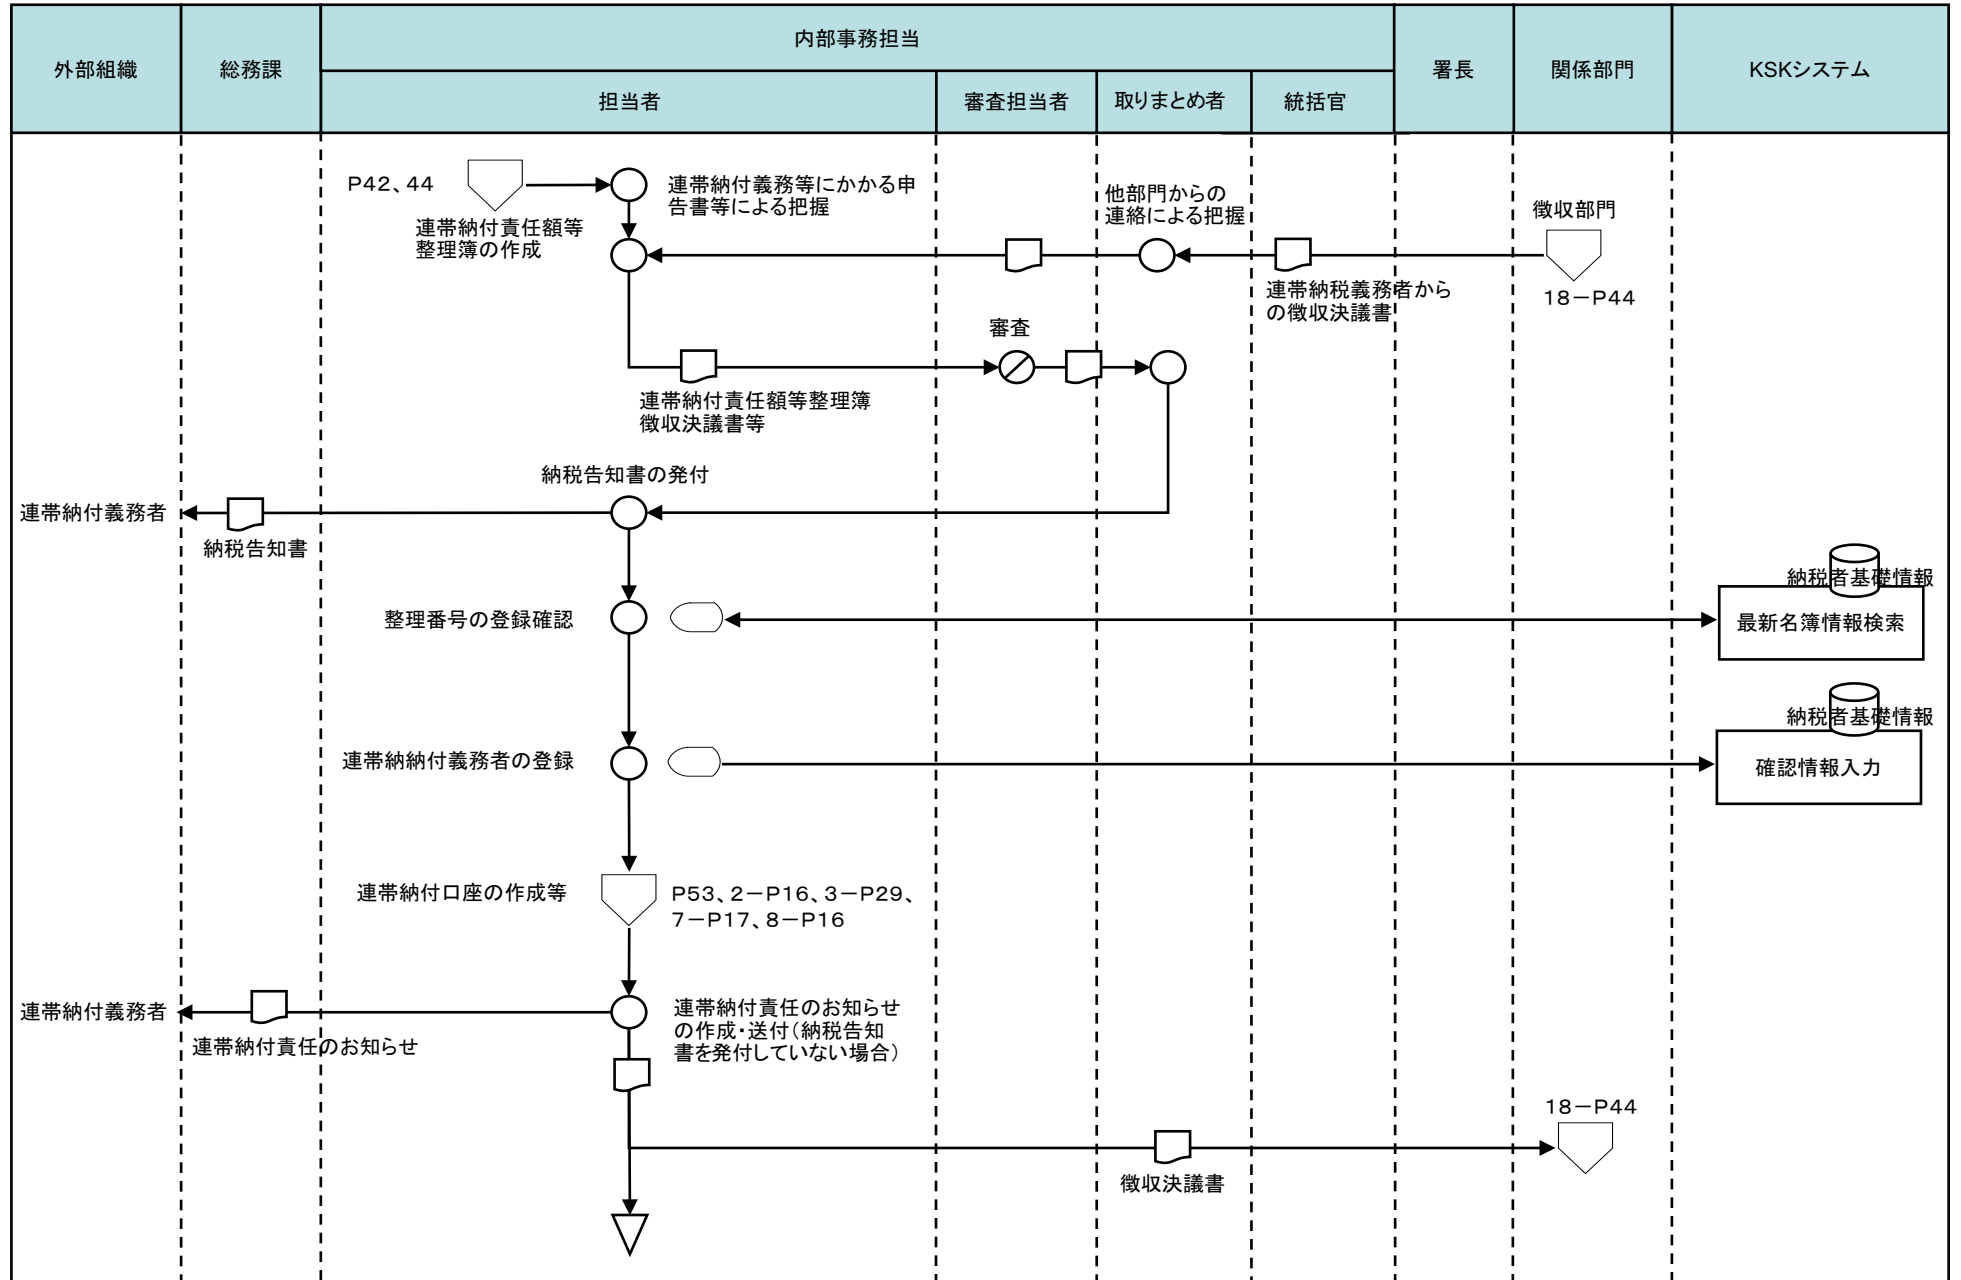 内部事務担当
外部組織
総務課
署長
関係部門
KSKシステム
担当者
審査担当者
取りまとめ者
統括官
P42、44
連帯納付義務等にかかる申
告書等による把握
他部門からの
連絡による把握
徴収部門
連帯納付責任額等
整理簿の作成
連帯納税義務者から
の徴収決議書
18－P44
審査
連帯納付責任額等整理簿
徴収決議書等
納税告知書の発付
連帯納付義務者
納税告知書
納税者基礎情報
整理番号の登録確認
最新名簿情報検索
納税者基礎情報
連帯納納付義務者の登録
確認情報入力
連帯納付口座の作成等
P53、2－P16、3－P29、
7－P17、8－P16
連帯納付義務者
連帯納付責任のお知らせ
の作成・送付（納税告知
書を発付していない場合）
連帯納付責任のお知らせ
18－P44
徴収決議書